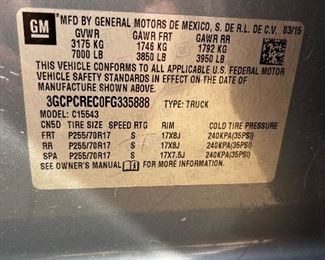 GM
MFD BY GENERAL MOTORS DE MEXICO, S. DE R.L. DE C.V. 03/15
GVWR GAWR FRT GAWR RR
3175 KG 1746 KG 1792 KG
7000 LB 3850 LB 3950 LB
THIS VEHICLE CONFORMS TO ALL APPLICABLE U.S. FEDERAL MOTOR
VEHICLE SAFETY STANDARDS IN EFFECT ON THE DATE OF
MANUFACTURE SHOWN ABOVE.
3GCPCREC0FG335888 TYPE: TRUCK
MODEL: C15543
CN5D TIRE SIZE SPEED RTG RIM COLD TIRE PRESSURE
FRT P255/70R17 S 17X8J 240KPA(35PSI)
RR P255/70R17 S 17X8J 240KPA(35PSI)
SPA P255/70R17 S 17X7.5J 240KPA(35PSI)
SEE OWNER'S MANUAL FOR MORE INFORMATION.